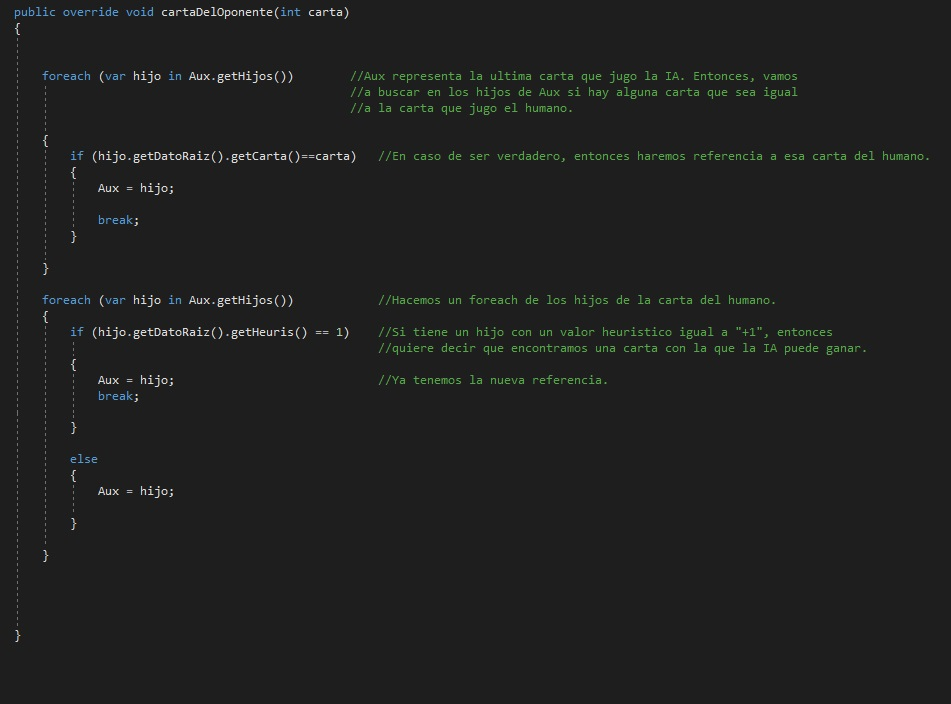 public override void cartaDelOponente(int carta)
{
foreach (var hijo in Aux.getHijos()) //Aux representa la ultima carta que jugo la IA. Entonces, vamos
//a buscar en los hijos de Aux si hay alguna carta que sea igual
//a la carta que jugo el humano.
{
if (hijo.getDatoRaiz().getCarta()==carta) //En caso de ser verdadero, entonces haremos referencia a esa carta del humano.
{
Aux = hijo;
break;
}
}
foreach (var hijo in Aux.getHijos()) //Hacemos un foreach de los hijos de la carta del humano.
{
if (hijo.getDatoRaiz().getHeuris() == 1) //Si tiene un hijo con un valor heuristico igual a "+1", entonces
//quiere decir que encontramos una carta con la que la IA puede ganar.
{
Aux = hijo; //Ya tenemos la nueva referencia.
break;
}
else
{
Aux = hijo;
}
}
}